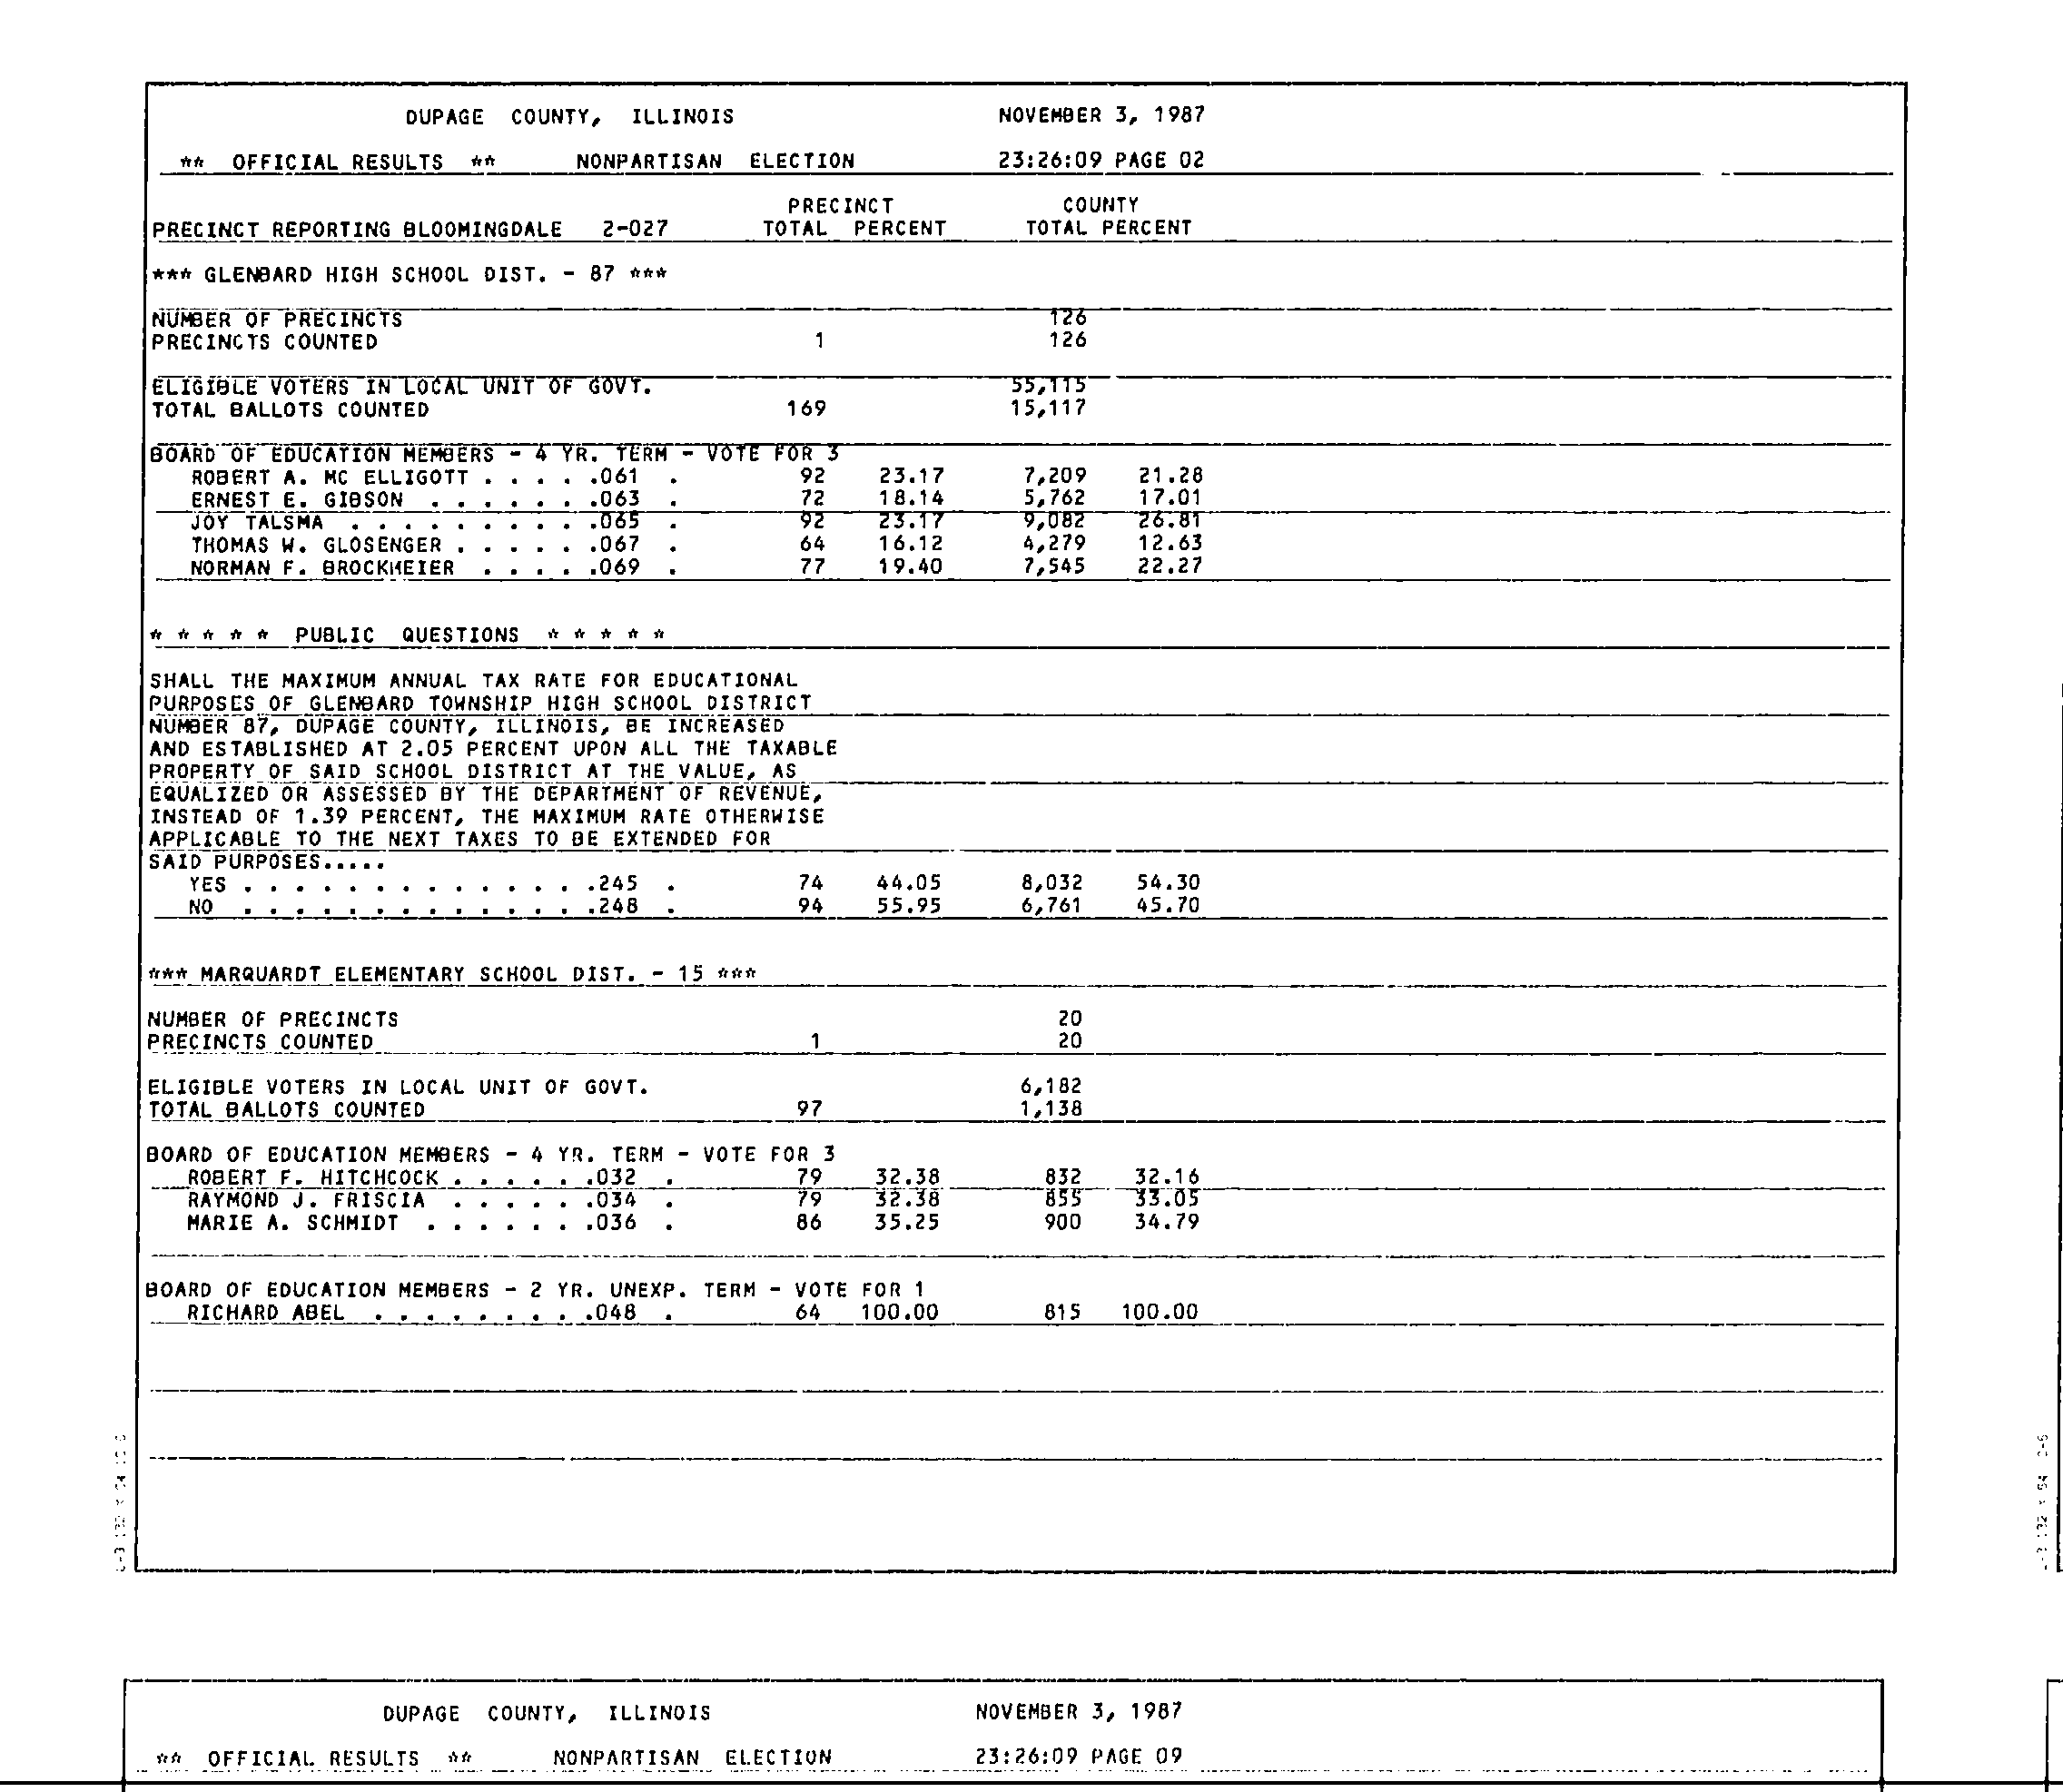 DUPAGE COUNTY, ILLINOIS NOVEMBER 3, 1987
** OFFICIAL RESULTS ** NONPARTISAN ELECTION 23:26:09 PAGE 02
PRECINCT COUNTY
PRECINCT REPORTING BLOOMINGDALE 2-027 TOTAL PERCENT TOTAL PERCENT
*** GLENBARD HIGH SCHOOL DIST. - 87 ***
NUMBER OF PRECINCTS 126
PRECINCTS COUNTED 1 126
ELIGIBLE VOTERS IN LOCAL UNIT OF GOVT. 55,115
TOTAL BALLOTS COUNTED 169 15,117
BOARD OF EDUCATION MEMBERS - 4 YR. TERM - VOTE FOR 3
ROBERT A. MC ELLIGOTT . . . . .061 . 92 23.17 7,209 21.28
ERNEST E. GIBSON . . . . . . .063 . 72 18.14 5,762 17.01
JOY TALSMA . . . . . . . . . .065 . 92 23.17 9,082 26.81
THOMAS W. GLOSENGER . . . . . .067 . 64 16.12 4,279 12.63
NORMAN F. BROCKMEIER . . . . .069 . 77 19.40 7,545 22.27
* * * * * PUBLIC QUESTIONS * * * * *
SHALL THE MAXIMUM ANNUAL TAX RATE FOR EDUCATIONAL
PURPOSES OF GLENBARD TOWNSHIP HIGH SCHOOL DISTRICT
NUMBER 87, DUPAGE COUNTY, ILLINOIS, BE INCREASED
AND ESTABLISHED AT 2.05 PERCENT UPON ALL THE TAXABLE
PROPERTY OF SAID SCHOOL DISTRICT AT THE VALUE, AS
EQUALIZED OR ASSESSED BY THE DEPARTMENT OF REVENUE,
INSTEAD OF 1.39 PERCENT, THE MAXIMUM RATE OTHERWISE
APPLICABLE TO THE NEXT TAXES TO BE EXTENDED FOR
SAID PURPOSES.....
YES . . . . . . . . . . . . . .245 . 74 44.05 8,032 54.30
NO . . . . . . . . . . . . . .248 . 94 55.95 6,761 45.70
*** MARQUARDT ELEMENTARY SCHOOL DIST. - 15 ***
NUMBER OF PRECINCTS 20
PRECINCTS COUNTED 1 20
ELIGIBLE VOTERS IN LOCAL UNIT OF GOVT. 6,182
TOTAL BALLOTS COUNTED 97 1,138
BOARD OF EDUCATION MEMBERS - 4 YR. TERM - VOTE FOR 3
ROBERT F. HITCHCOCK . . . . . .032 . 79 32.38 832 32.16
RAYMOND J. FRISCIA . . . . . .034 . 79 32.38 855 33.05
MARIE A. SCHMIDT . . . . . . .036 . 86 35.25 900 34.79
BOARD OF EDUCATION MEMBERS - 2 YR. UNEXP. TERM - VOTE FOR 1
RICHARD ABEL . . . . . . . . .048 . 64 100.00 815 100.00
DUPAGE COUNTY, ILLINOIS NOVEMBER 3, 1987
** OFFICIAL RESULTS ** NONPARTISAN ELECTION 23:26:09 PAGE 09